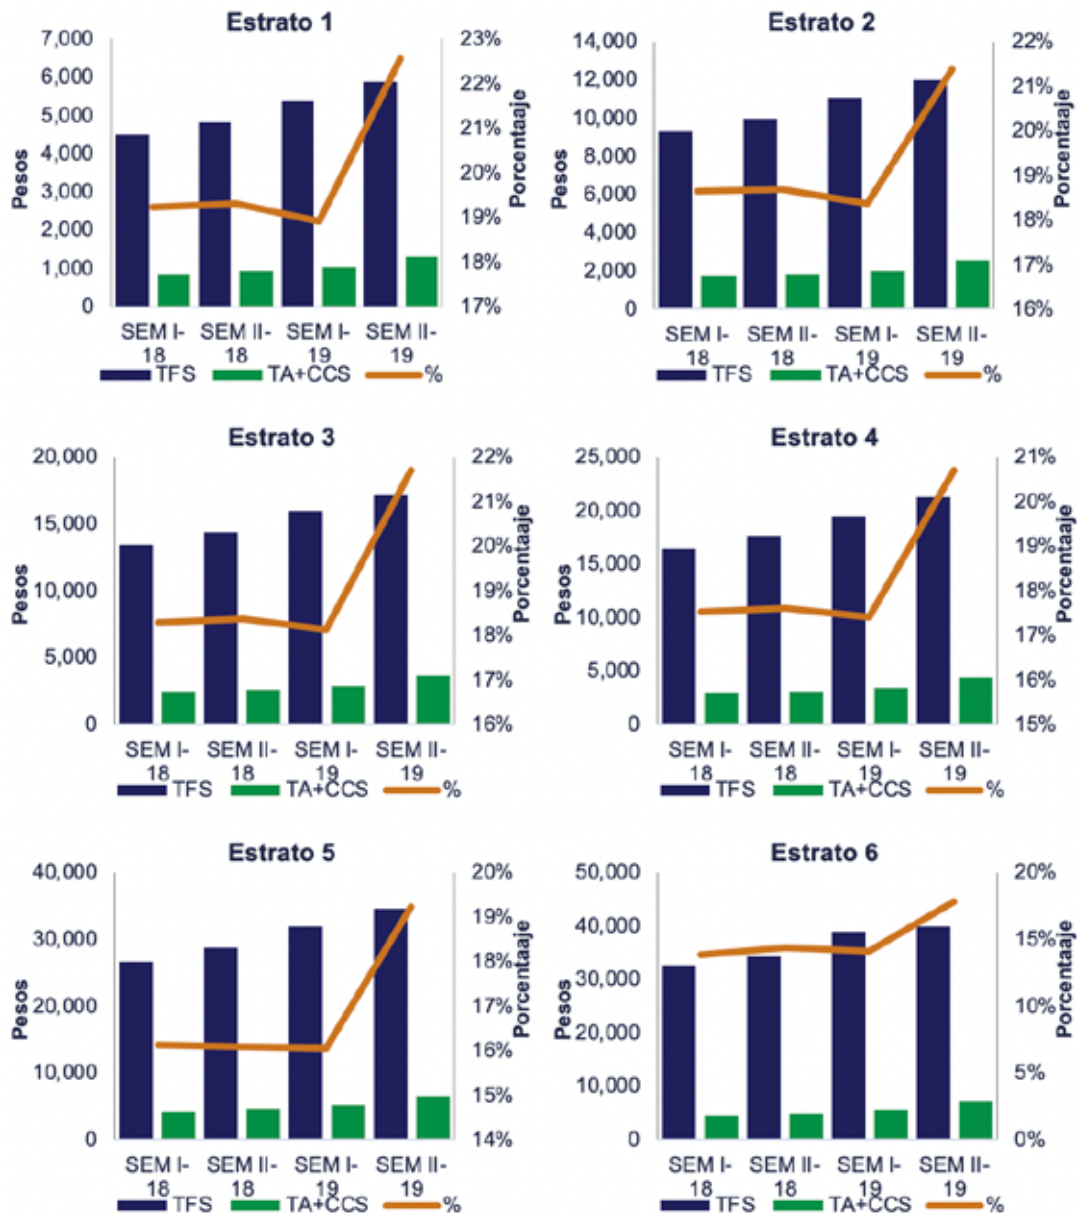 Estrato 1
7,000
6,000
5,000
4,000
3,000
2,000
1,000
0
Pesos
23%
22%
21%
20%
19%
18%
17%
Porcentaaje
SEM I-18
SEM II-18
SEM I-19
SEM II-19
TFS TA+CCS %
Estrato 2
14,000
12,000
10,000
8,000
6,000
4,000
2,000
0
Pesos
22%
21%
20%
19%
18%
17%
16%
Porcentaaje
SEM I-18
SEM II-18
SEM I-19
SEM II-19
TFS TA+CCS %
Estrato 3
20,000
15,000
10,000
5,000
0
Pesos
22%
21%
20%
19%
18%
17%
16%
Porcentaaje
SEM I-18
SEM II-18
SEM I-19
SEM II-19
TFS TA+CCS %
Estrato 4
25,000
20,000
15,000
10,000
5,000
0
Pesos
21%
20%
19%
18%
17%
16%
15%
Porcentaaje
SEM I-18
SEM II-18
SEM I-19
SEM II-19
TFS TA+CCS %
Estrato 5
40,000
30,000
20,000
10,000
0
Pesos
20%
19%
18%
17%
16%
15%
14%
Porcentaaje
SEM I-18
SEM II-18
SEM I-19
SEM II-19
TFS TA+CCS %
Estrato 6
50,000
40,000
30,000
20,000
10,000
0
Pesos
20%
15%
10%
5%
0%
Porcentaaje
SEM I-18
SEM II-18
SEM I-19
SEM II-19
TFS TA+CCS %